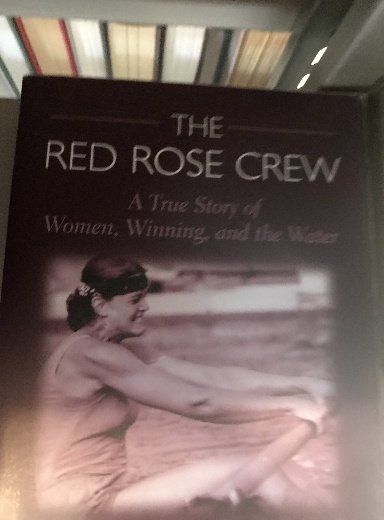 THE
RED ROSE CREW
A True Story of
Women, Winning, and the Water